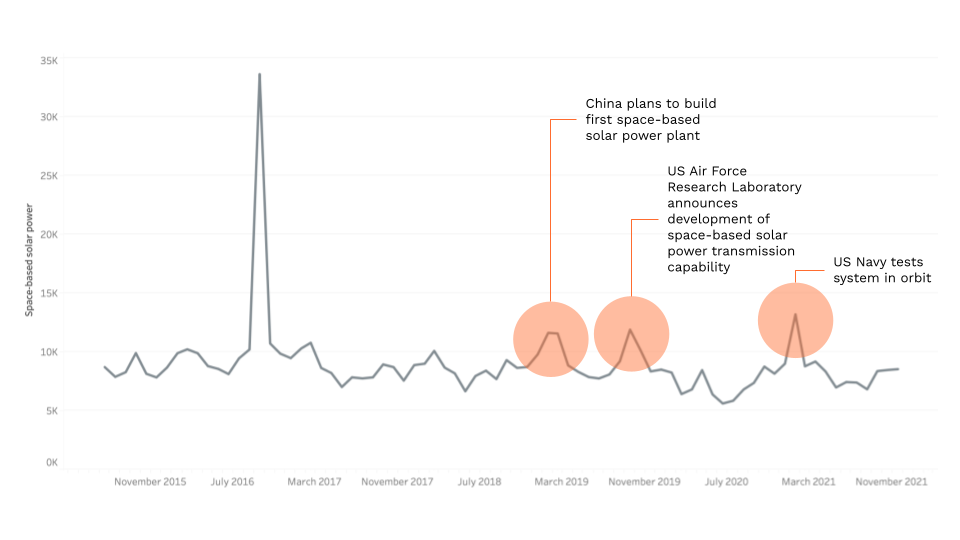 35K
China plans to build
first space-based
solar power plant
30K
US Air Force
Research Laboratory
announces
development of
space-based solar
power transmission
capability
25K
20K
US Navy tests
system in orbit
15K
10K
5K
0K
Space-based solar power
November 2015 July 2016 March 2017 November 2017 July 2018 March 2019 November 2019 July 2020 March 2021 November 2021